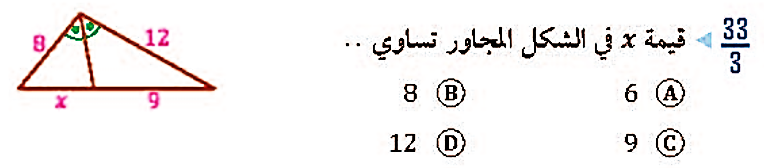 33/3 ◂ قيمة x في الشكل المجاور تساوي ..
A 6 B 8
C 9 D 12
8 12
x 9